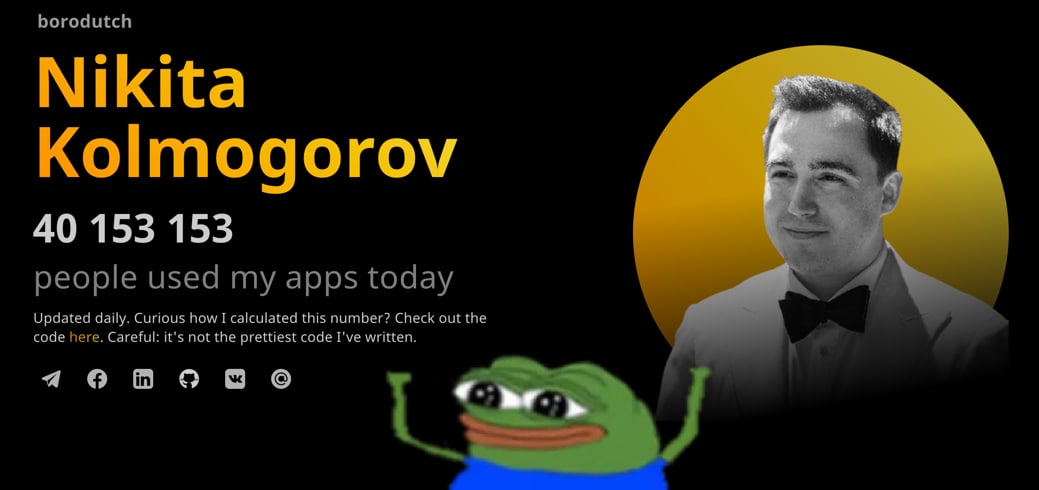 borodutch
Nikita
Kolmogorov
40 153 153
people used my apps today
Updated daily. Curious how I calculated this number? Check out the
code here. Careful: it's not the prettiest code I've written.